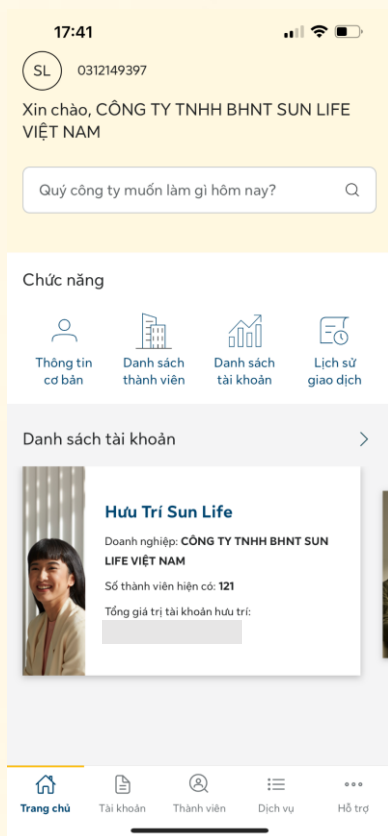 17:41
SL 0312149397
Xin chào, CÔNG TY TNHH BHNT SUN LIFE
VIỆT NAM
Quý công ty muốn làm gì hôm nay?
Chức năng
Thông tin
cơ bản
Danh sách
thành viên
Danh sách
tài khoản
Lịch sử
giao dịch
Danh sách tài khoản
Hưu Trí Sun Life
Doanh nghiệp: CÔNG TY TNHH BHNT SUN
LIFE VIỆT NAM
Số thành viên hiện có: 121
Tổng giá trị tài khoản hưu trí:
Trang chủ
Tài khoản
Thành viên
Dịch vụ
Hỗ trợ